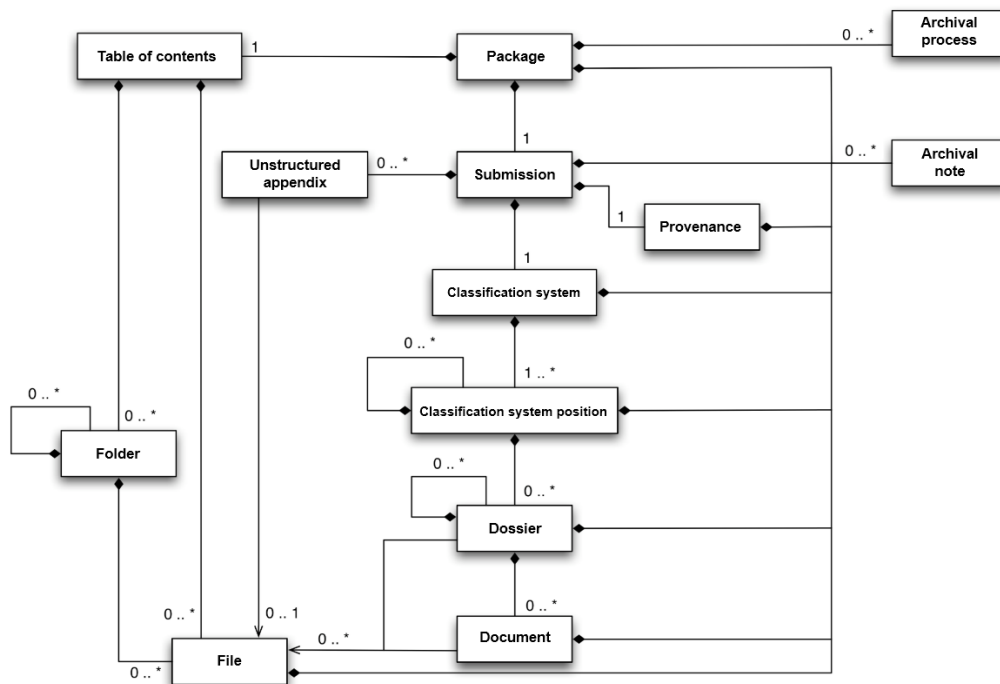 Archival
process
0 .. *
Table of contents
1
Package
1
Unstructured
appendix
0 .. *
Submission
0 .. *
Archival
note
1
Provenance
1
Classification system
0 .. *
1 .. *
Classification system position
0 .. *
0 .. *
Folder
0 .. *
0 .. *
Dossier
0 .. *
0 .. *
0 .. 1
Document
0 .. *
File
0 .. *